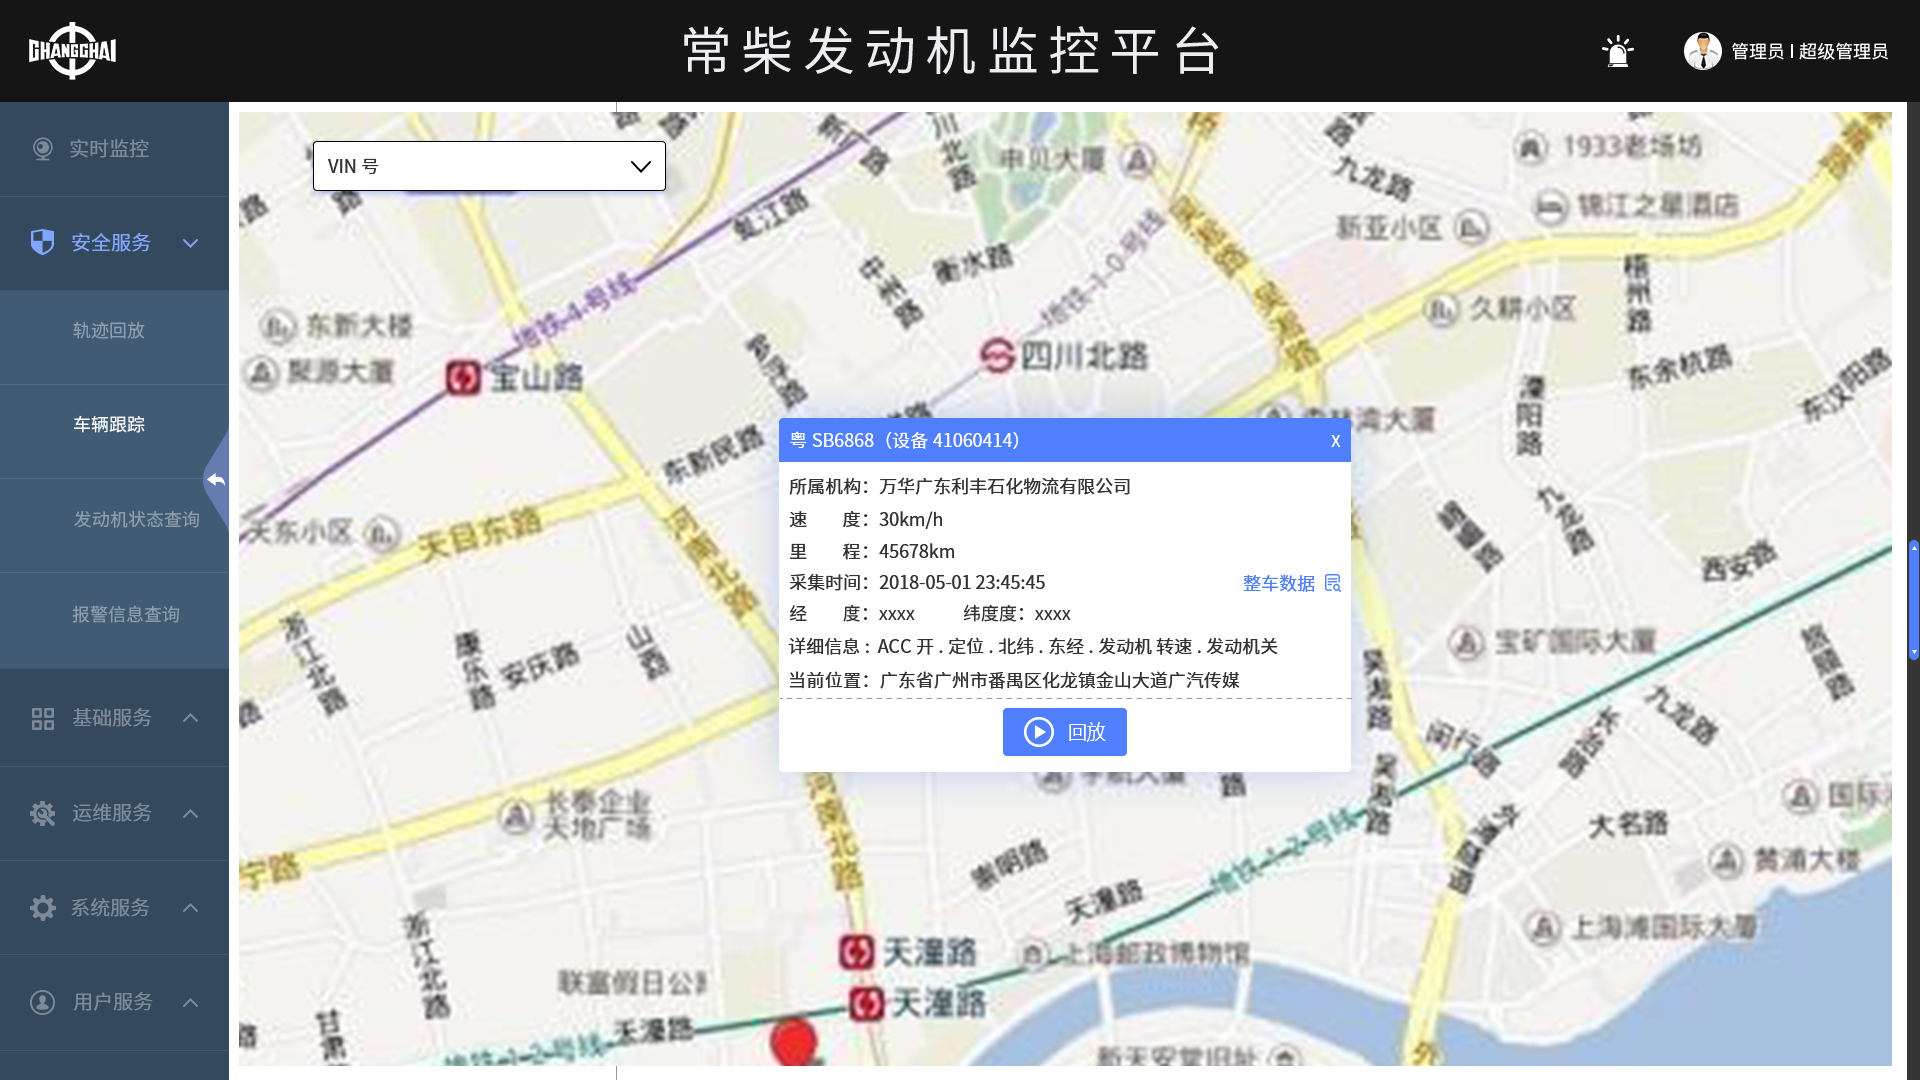 CHANGCHAI
常柴发动机监控平台
管理员 | 超级管理员
实时监控
安全服务
轨迹回放
车辆跟踪
发动机状态查询
报警信息查询
基础服务
运维服务
系统服务
用户服务
VIN 号
粤 SB6868（设备 41060414）
X
所属机构：万华广东利丰石化物流有限公司
速 度：30km/h
里 程：45678km
采集时间：2018-05-01 23:45:45
整车数据
经 度：xxxx 纬度度：xxxx
详细信息 : ACC 开 . 定位 . 北纬 . 东经 . 发动机 转速 . 发动机关
当前位置：广东省广州市番禺区化龙镇金山大道广汽传媒
回放
申贝大厦
1933老场坊
九龙路
锦江之星酒店
新亚小区
虬江路
衡水路
中州路
地铁-1-0-号线
地铁-4-号线
梧州路
久耕小区
东新大楼
聚源大厦
宝山路
四川北路
东余杭路
东汉阳路
溧阳路
东新民路
天目东路
天东小区
河南北路
九龙路
西安路
浙江北路
康乐路
安庆路
山西
宝矿国际大厦
旅顺路
吴淞路
闵行路
长治路
九龙路
长泰企业
天地广场
大名路
黄浦大楼
国际
宁路
河南北路
崇明路
天潼路
地铁-1-2-号线
上海滩国际大厦
浙江北路
天潼路
上海邮政博物馆
联富假日公
天潼路
天潼路
甘肃
地铁-1-2-号线
新天安堂旧址
外